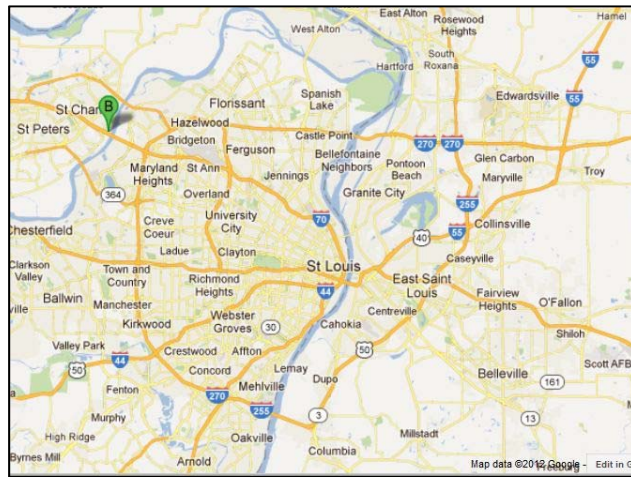 East Alton
Rosewood
Heights
Hamel
West Alton
South
Roxana
Hartford
55
Edwardsville
55
Spanish
Lake
St Char
B
Florissant
St Peters
Hazelwood
Castle Point
270
270
Bridgeton
Ferguson
Bellefontaine
Neighbors
Glen Carbon
Maryland
Heights
St Ann
Jennings
Pontoon
Beach
Maryville
Troy
364
Overland
Granite City
255
Creve
Coeur
University
City
70
Collinsville
Chesterfield
Ladue
Clayton
40
55
Caseyville
Clarkson
Valley
Town and
Country
Richmond
Heights
St Louis
44
East Saint
Louis
Fairview
Heights
O'Fallon
Ballwin
Manchester
Webster
Groves
30
Cahokia
Centreville
Shiloh
Kirkwood
Valley Park
44
50
Crestwood
Affton
50
Scott AFB
Concord
Lemay
Dupo
Belleville
161
Fenton
270
Mehlville
255
3
13
Murphy
High Ridge
Oakville
Millstadt
Byrnes Mill
Arnold
Columbia
Map data ©2012 Google - Edit in G